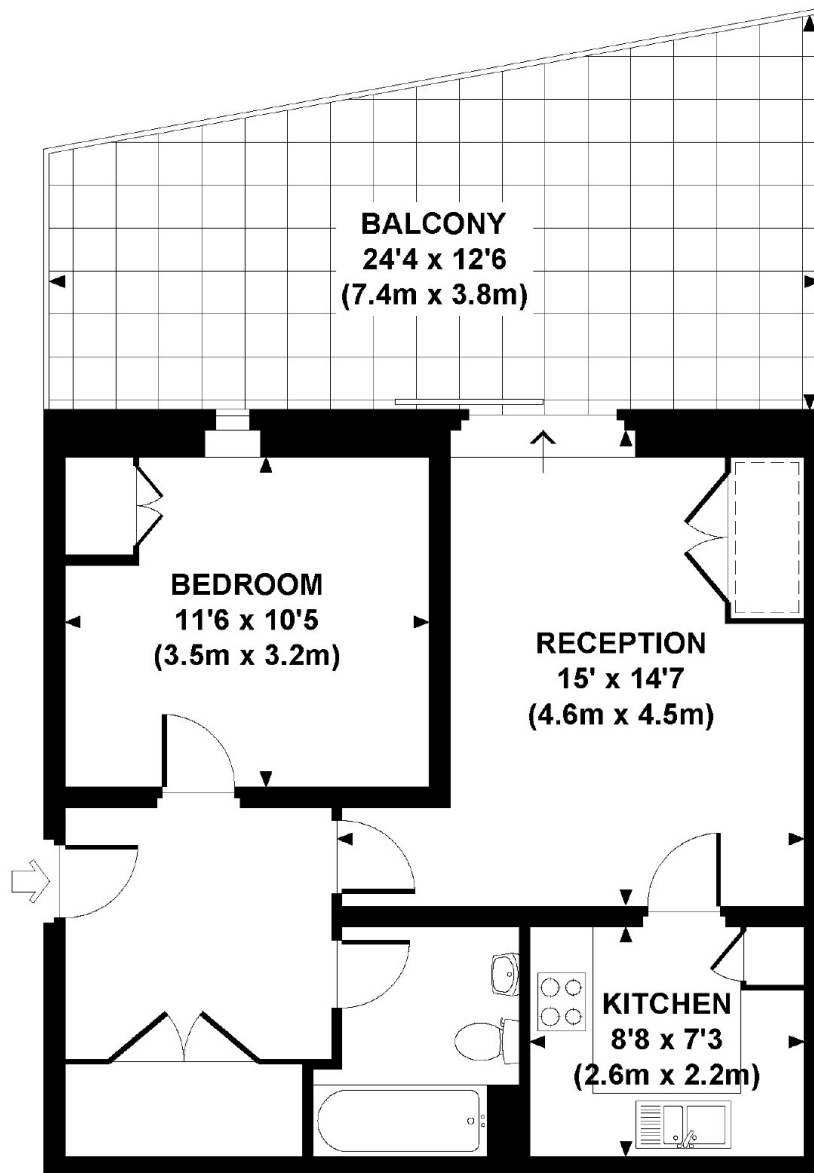 BALCONY
24'4 x 12'6
(7.4m x 3.8m)
BEDROOM
11'6 x 10'5
(3.5m x 3.2m)
RECEPTION
15' x 14'7
(4.6m x 4.5m)
KITCHEN
8'8 x 7'3
(2.6m x 2.2m)